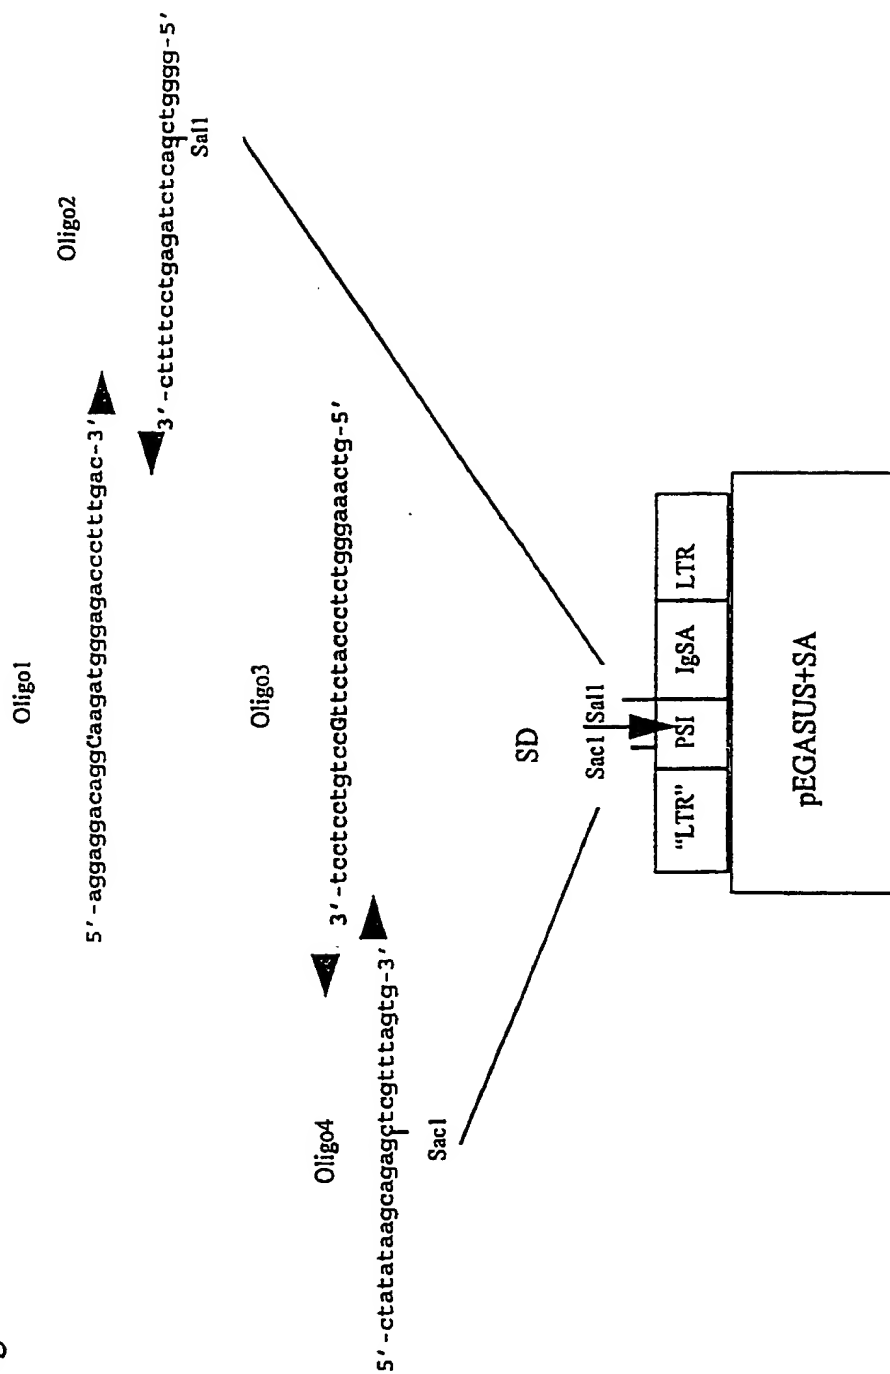 Oligo1
5'-aggaggacaggCaagatgggagaccctttgac-3'
Oligo2
3'-cttttcctgagatctcagctgggg-5'
Sal1
Oligo3
3'-tcctcctgtccGttctaccctctgggaaactg-5'
Oligo4
5'-ctatataagcagagctcgtttagtg-3'
Sac1
SD
Sac1 Sal1
“LTR” PSI IgSA LTR
pEGASUS+SA